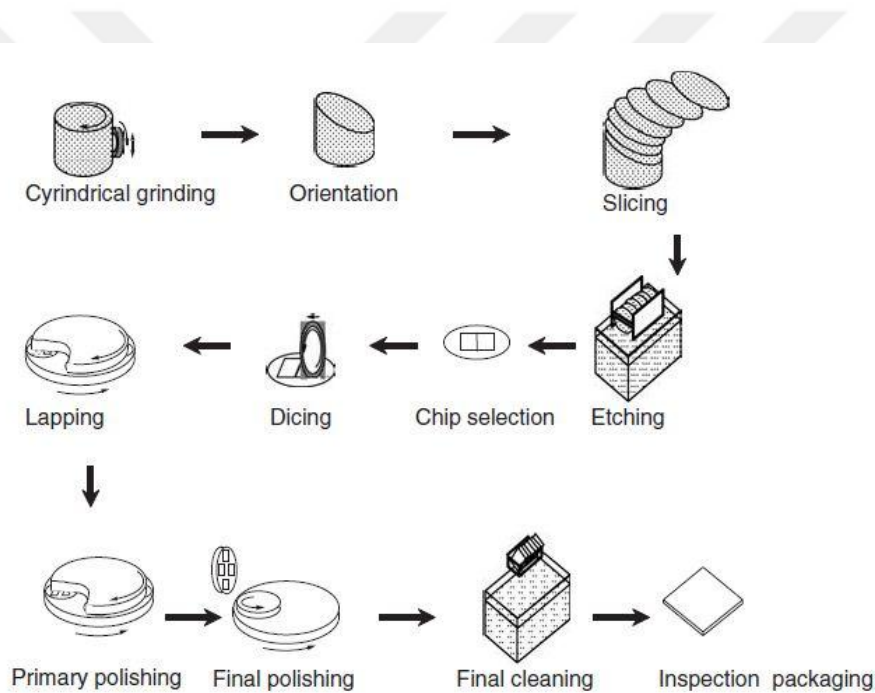 Cyrindrical grinding
Orientation
Slicing
Lapping
Dicing
Chip selection
Etching
Primary polishing
Final polishing
Final cleaning
Inspection packaging